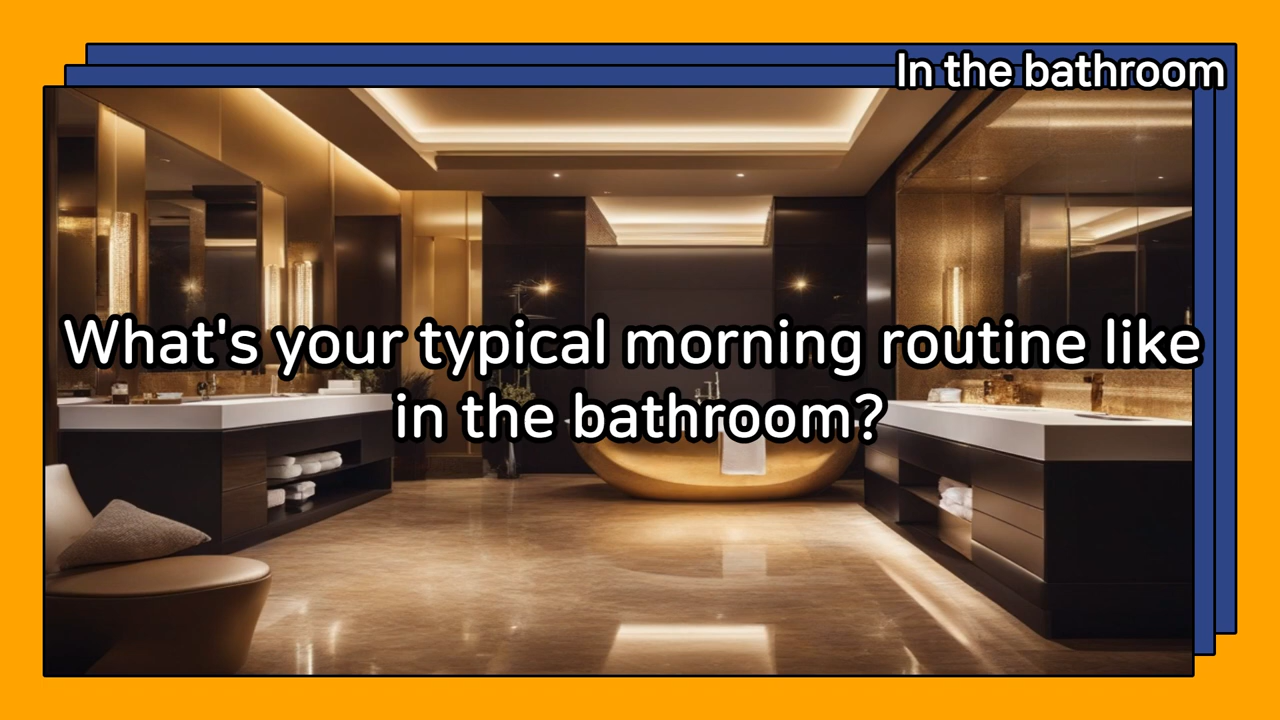 In the bathroom
What's your typical morning routine like
in the bathroom?